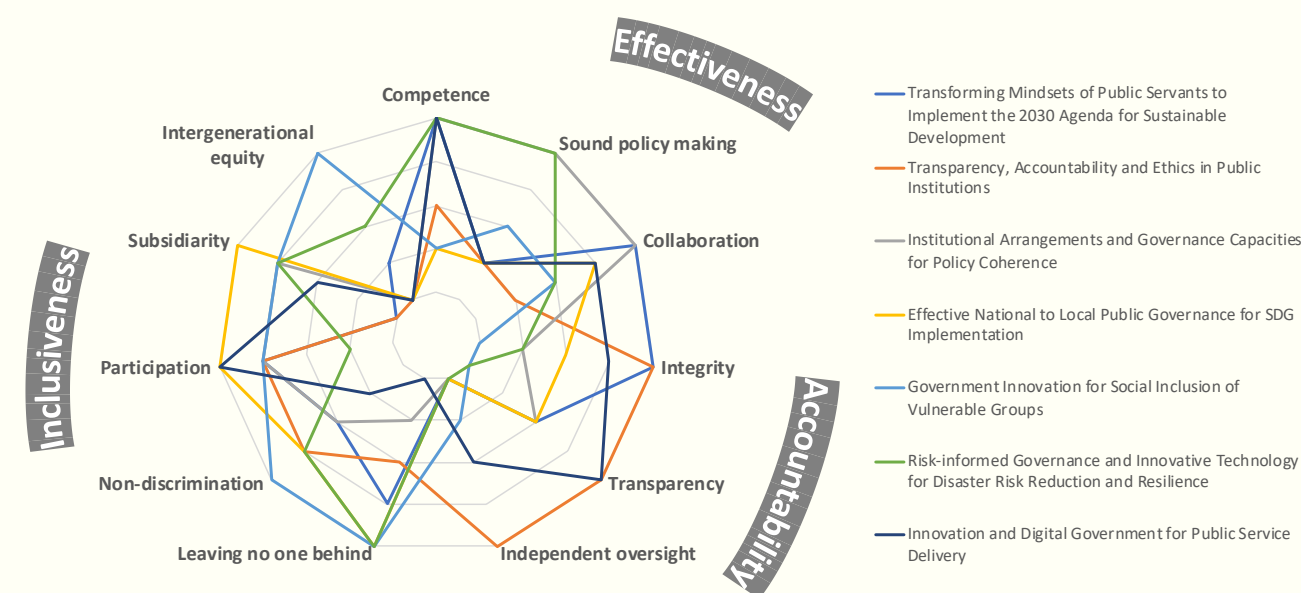 Effectiveness
Competence
Intergenerational
equity
Sound policy making
Subsidiarity
Collaboration
Inclusiveness
Participation
Integrity
Accountability
Non-discrimination
Transparency
Leaving no one behind
Independent oversight
Transforming Mindsets of Public Servants to
Implement the 2030 Agenda for Sustainable
Development
Transparency, Accountability and Ethics in Public
Institutions
Institutional Arrangements and Governance Capacities
for Policy Coherence
Effective National to Local Public Governance for SDG
Implementation
Government Innovation for Social Inclusion of
Vulnerable Groups
Risk-informed Governance and Innovative Technology
for Disaster Risk Reduction and Resilience
Innovation and Digital Government for Public Service
Delivery